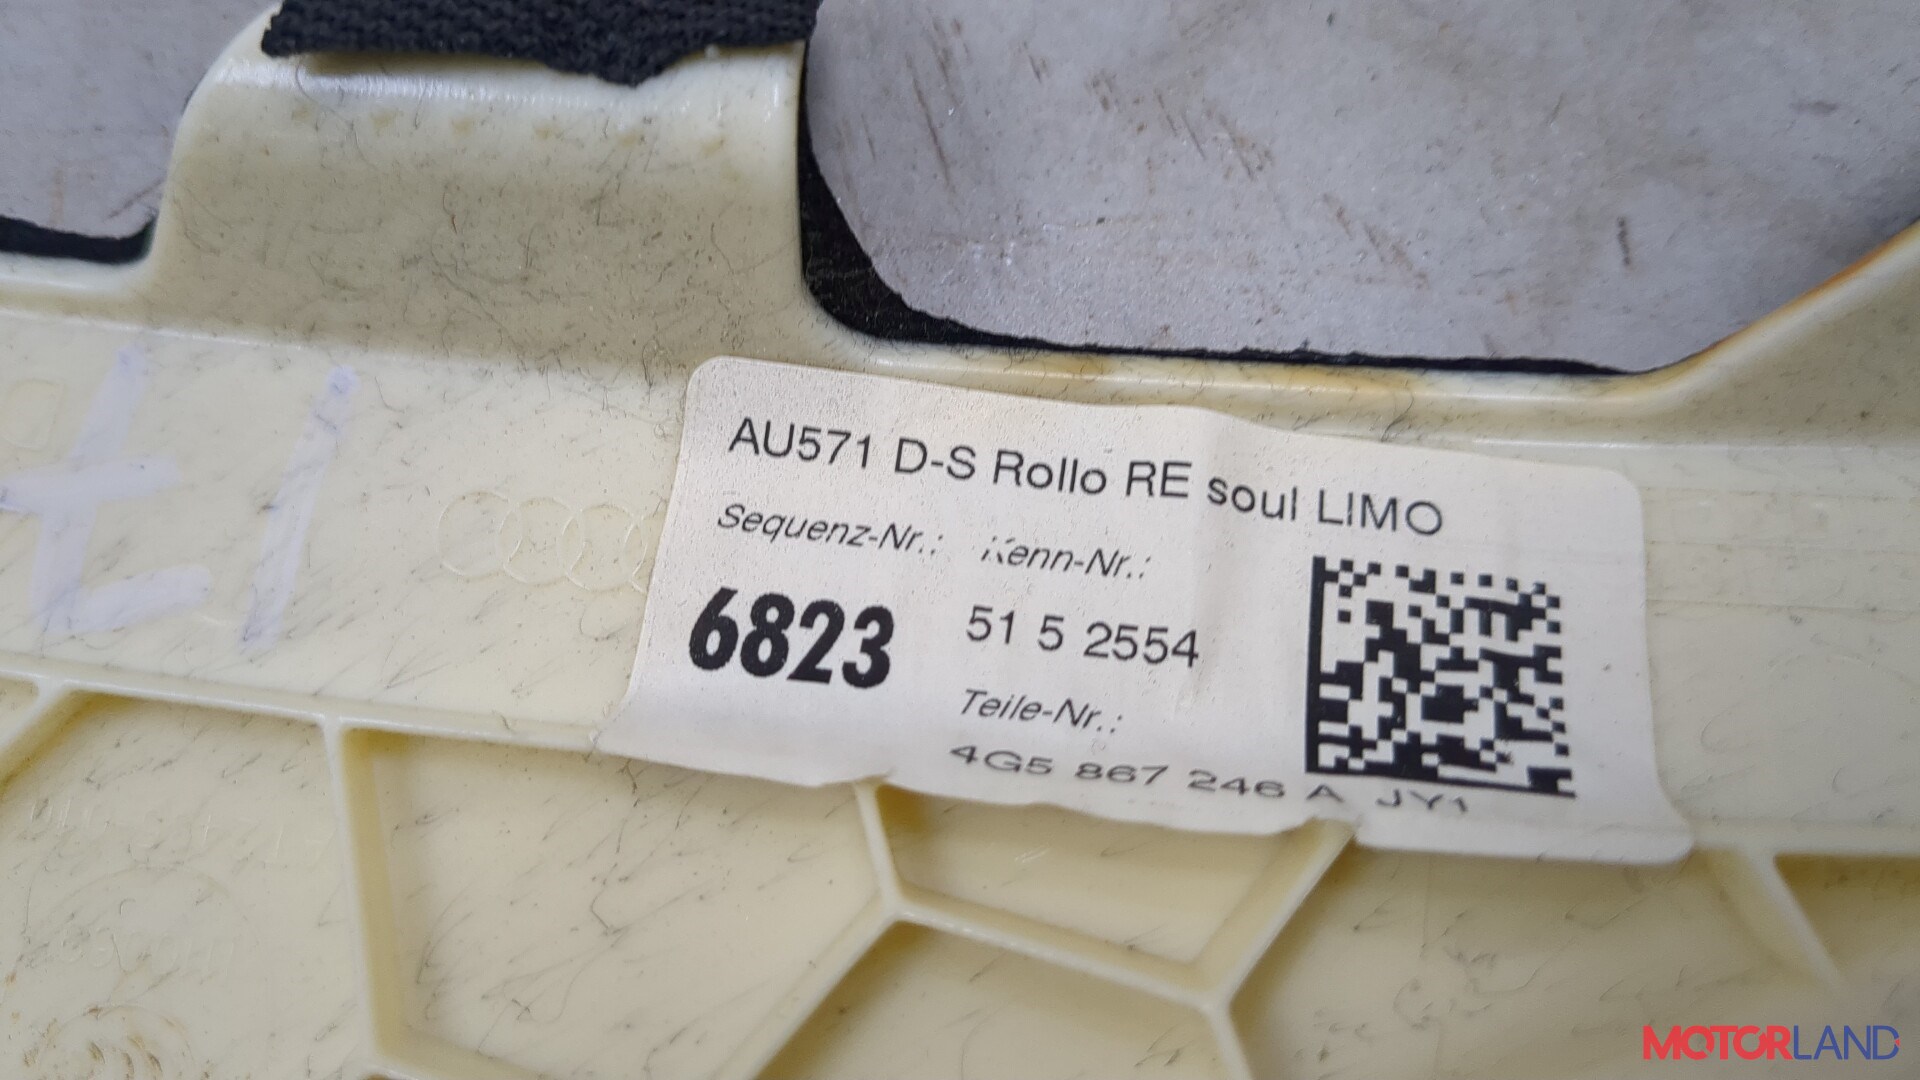 AU571 D-S Rollo RE soul LIMO
Sequenz-Nr.: Kenn-Nr.:
6823 51 5 2554
Teile-Nr.:
4G5 867 246 A JY1
MOTORLAND